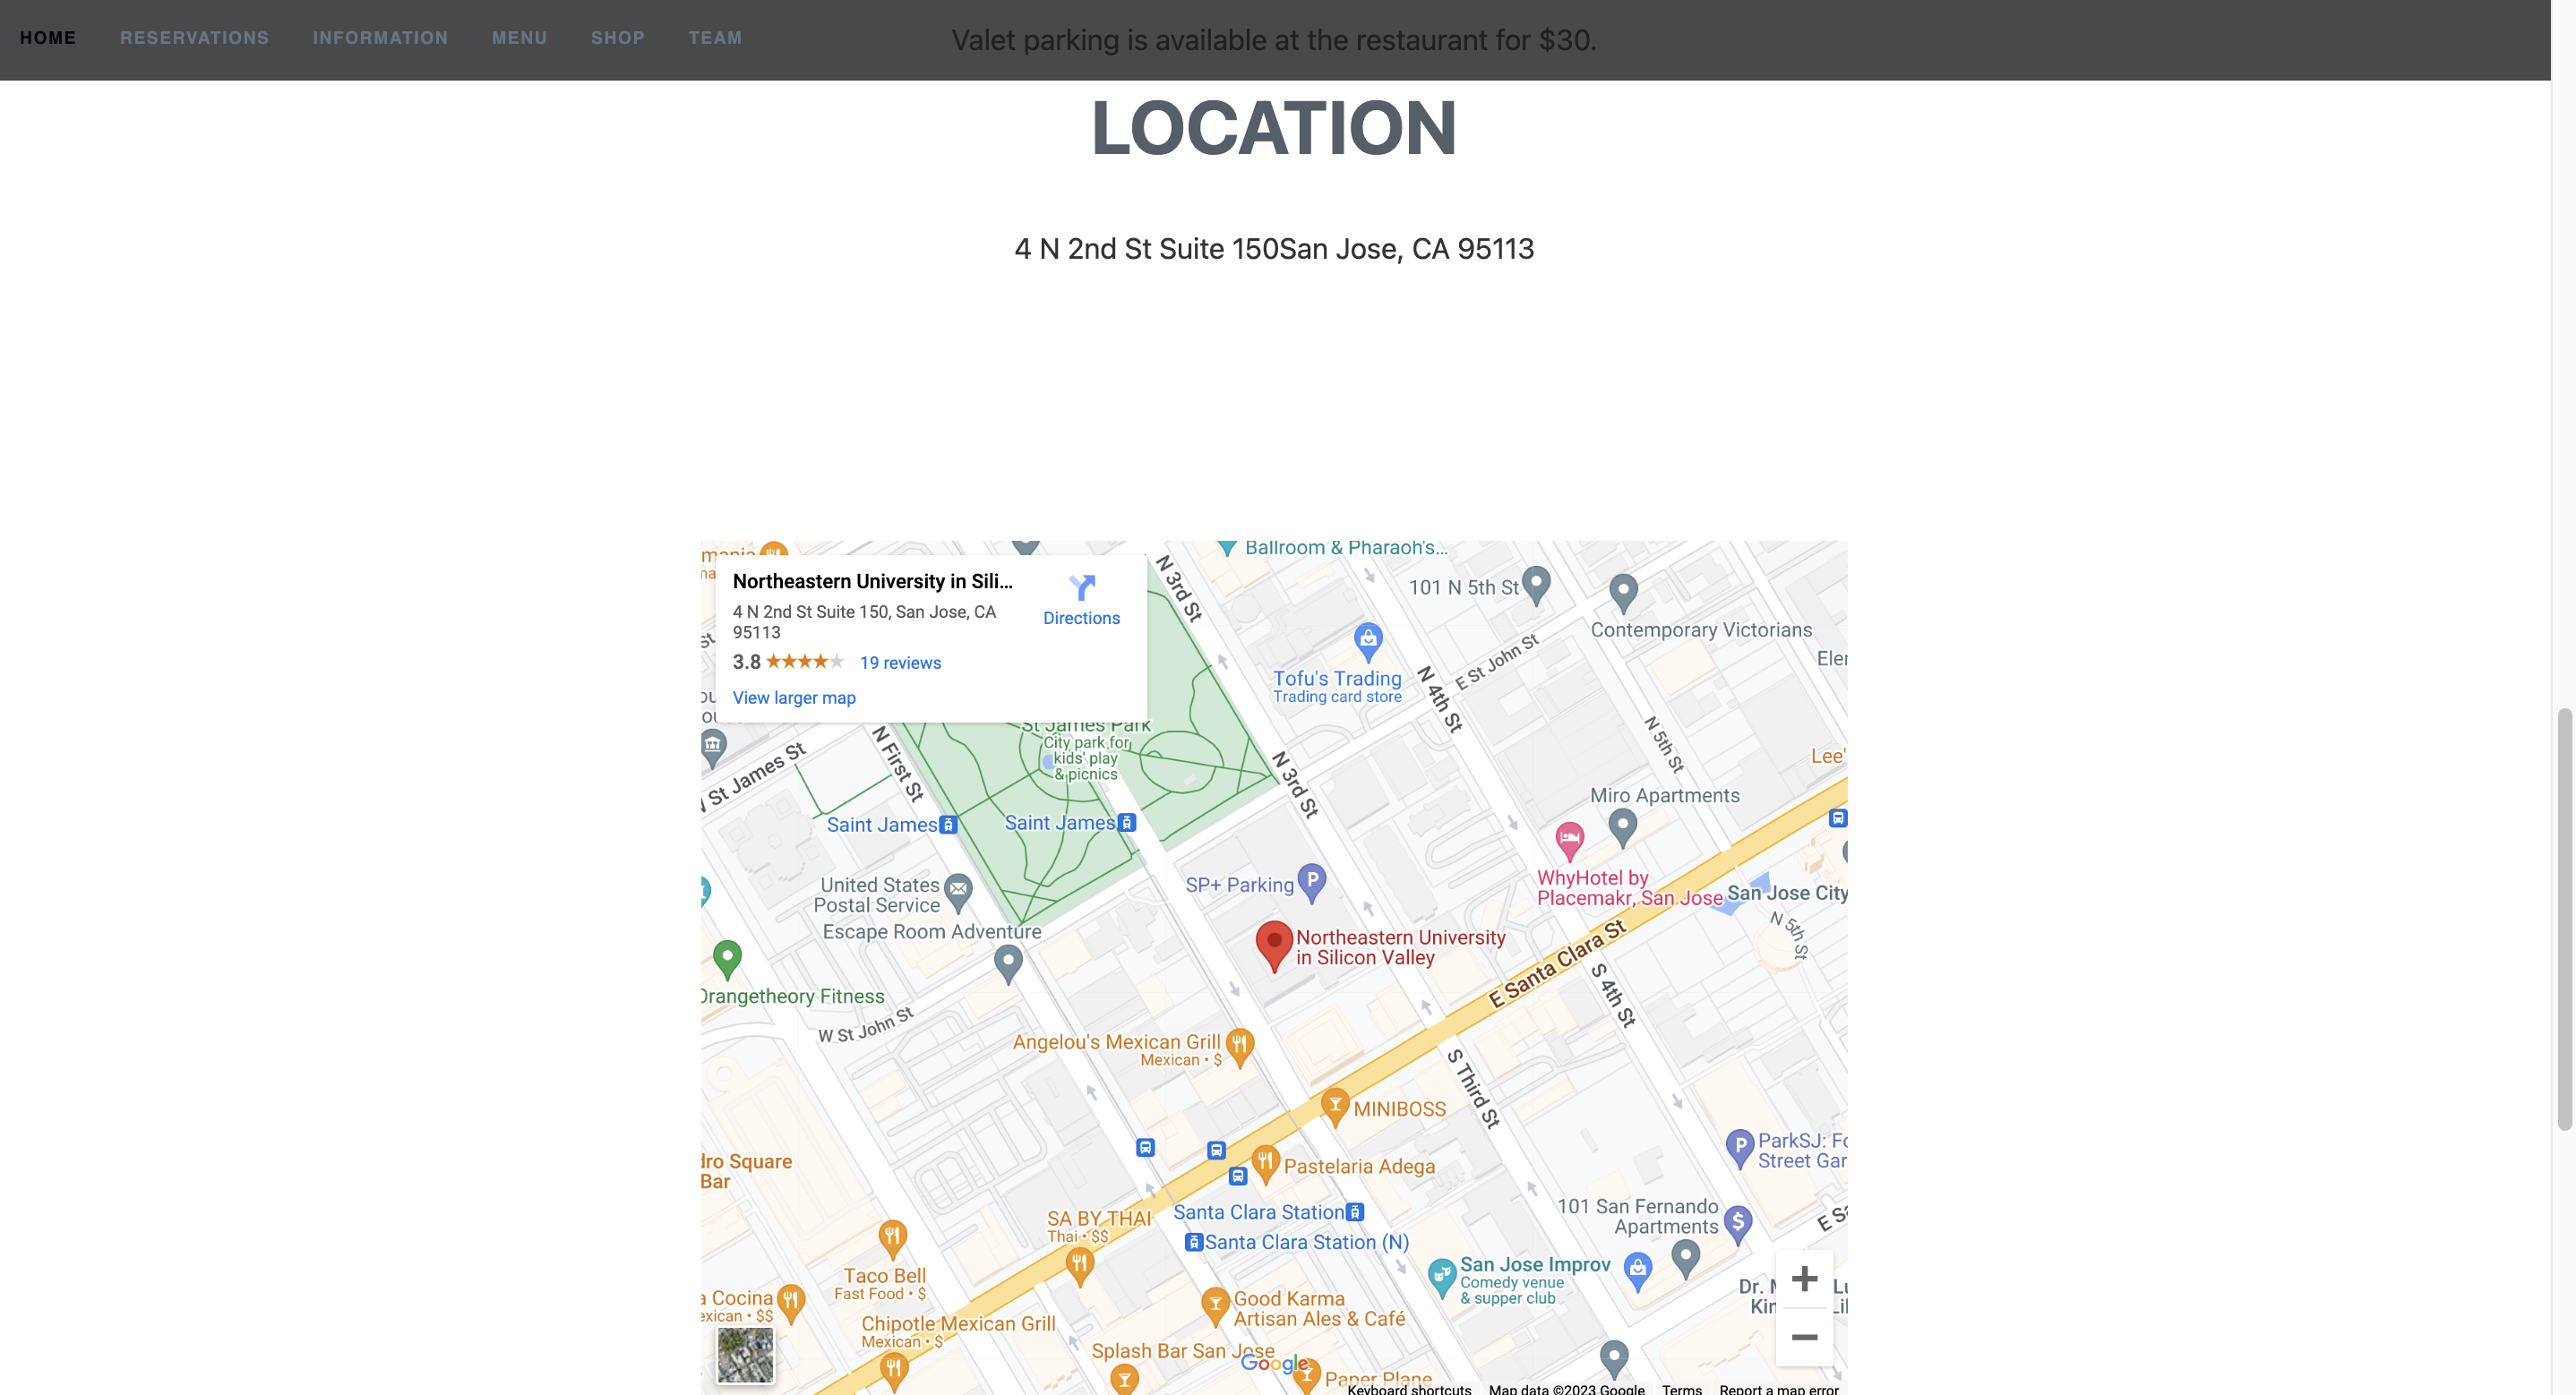 HOME RESERVATIONS INFORMATION MENU SHOP TEAM
Valet parking is available at the restaurant for $30.
LOCATION
4 N 2nd St Suite 150San Jose, CA 95113
Northeastern University in Sili...
4 N 2nd St Suite 150, San Jose, CA
95113
3.8
19 reviews
View larger map
Directions
N 3rd St
Ballroom & Pharaoh's...
101 N 5th St
Contemporary Victorians
Tofu's Trading
Trading card store
N 4th St
E St John St
N 5th St
St James Park
City park for
kids' play
& picnics
N First St
St James St
N 3rd St
Lee'
Miro Apartments
Saint James
Saint James
WhyHotel by
Placemakr, San Jose
San Jose City
N 5th St
United States
Postal Service
SP+ Parking
Escape Room Adventure
Northeastern University
in Silicon Valley
E Santa Clara St
S 4th St
Orangetheory Fitness
W St John St
Angelou's Mexican Grill
Mexican • $
S Third St
MINIBOSS
ParkSJ: Fo
Street Gar
dro Square
Bar
Pastelaria Adega
SA BY THAI
Thai • $$
Santa Clara Station
Santa Clara Station (N)
101 San Fernando
Apartments
San Jose Improv
Comedy venue
& supper club
Taco Bell
Fast Food • $
a Cocina
exican • $$
Good Karma
Artisan Ales & Café
Chipotle Mexican Grill
Mexican • $
Splash Bar San Jose
Google
Paper Plane
Keyboard shortcuts Map data ©2023 Google Terms Report a map error